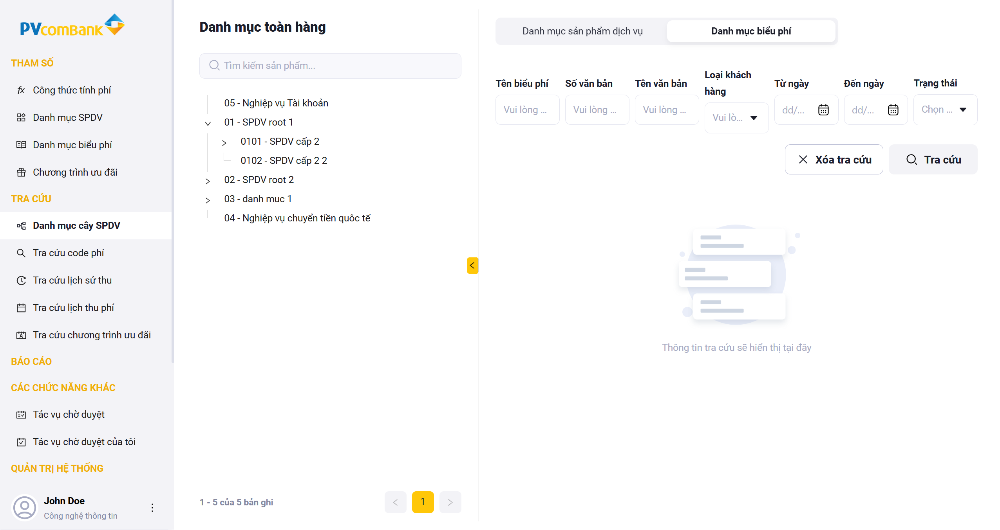 PVcomBank
THAM SỐ
Công thức tính phí
Danh mục SPDV
Danh mục biểu phí
Chương trình ưu đãi
TRA CỨU
Danh mục cây SPDV
Tra cứu code phí
Tra cứu lịch sử thu
Tra cứu lịch thu phí
Tra cứu chương trình ưu đãi
BÁO CÁO
CÁC CHỨC NĂNG KHÁC
Tác vụ chờ duyệt
Tác vụ chờ duyệt của tôi
QUẢN TRỊ HỆ THỐNG
John Doe
Công nghệ thông tin
Danh mục toàn hàng
Tìm kiếm sản phẩm...
05 - Nghiệp vụ Tài khoản
01 - SPDV root 1
0101 - SPDV cấp 2
0102 - SPDV cấp 2 2
02 - SPDV root 2
03 - danh muc 1
04 - Nghiệp vụ chuyển tiền quôc tế
1 - 5 của 5 bản ghi
1
Danh mục sản phẩm dịch vụ
Danh mục biểu phí
Tên biểu phí
Vui lòng ...
Số văn bản
Vui lòng ...
Tên văn bản
Vui lòng ...
Loại khách
hàng
Vui lò...
Từ ngày
dd/...
Đến ngày
dd/...
Trạng thái
Chọn ...
Xóa tra cứu
Tra cứu
Thông tin tra cứu sẽ hiển thị tại đây